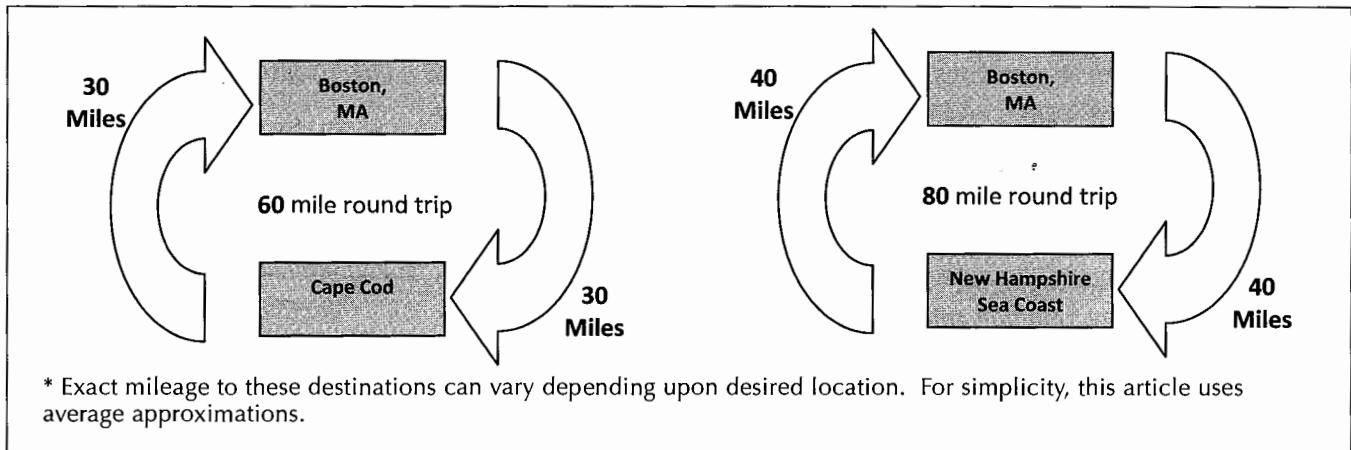 30
Miles
Boston,
MA
60 mile round trip
Cape Cod
30
Miles
40
Miles
Boston,
MA
80 mile round trip
New Hampshire
Sea Coast
40
Miles
* Exact mileage to these destinations can vary depending upon desired location. For simplicity, this article uses
average approximations.